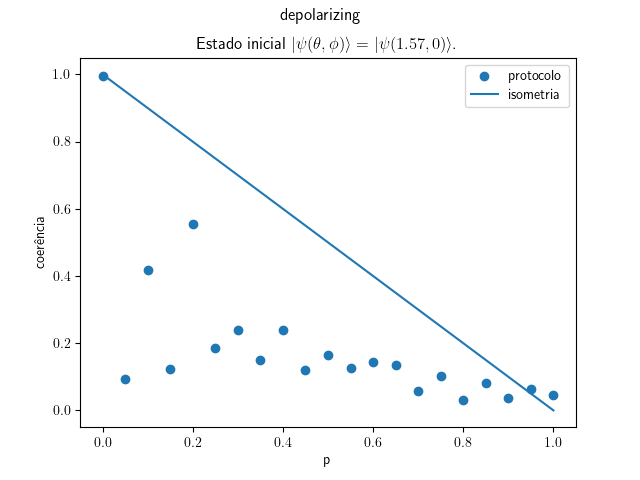 depolarizing
Estado inicial |ψ(θ, ϕ)⟩ = |ψ(1.57, 0)⟩.
protocolo
isometria
coerência
1.0
0.8
0.6
0.4
0.2
0.0
0.0 0.2 0.4 0.6 0.8 1.0
p